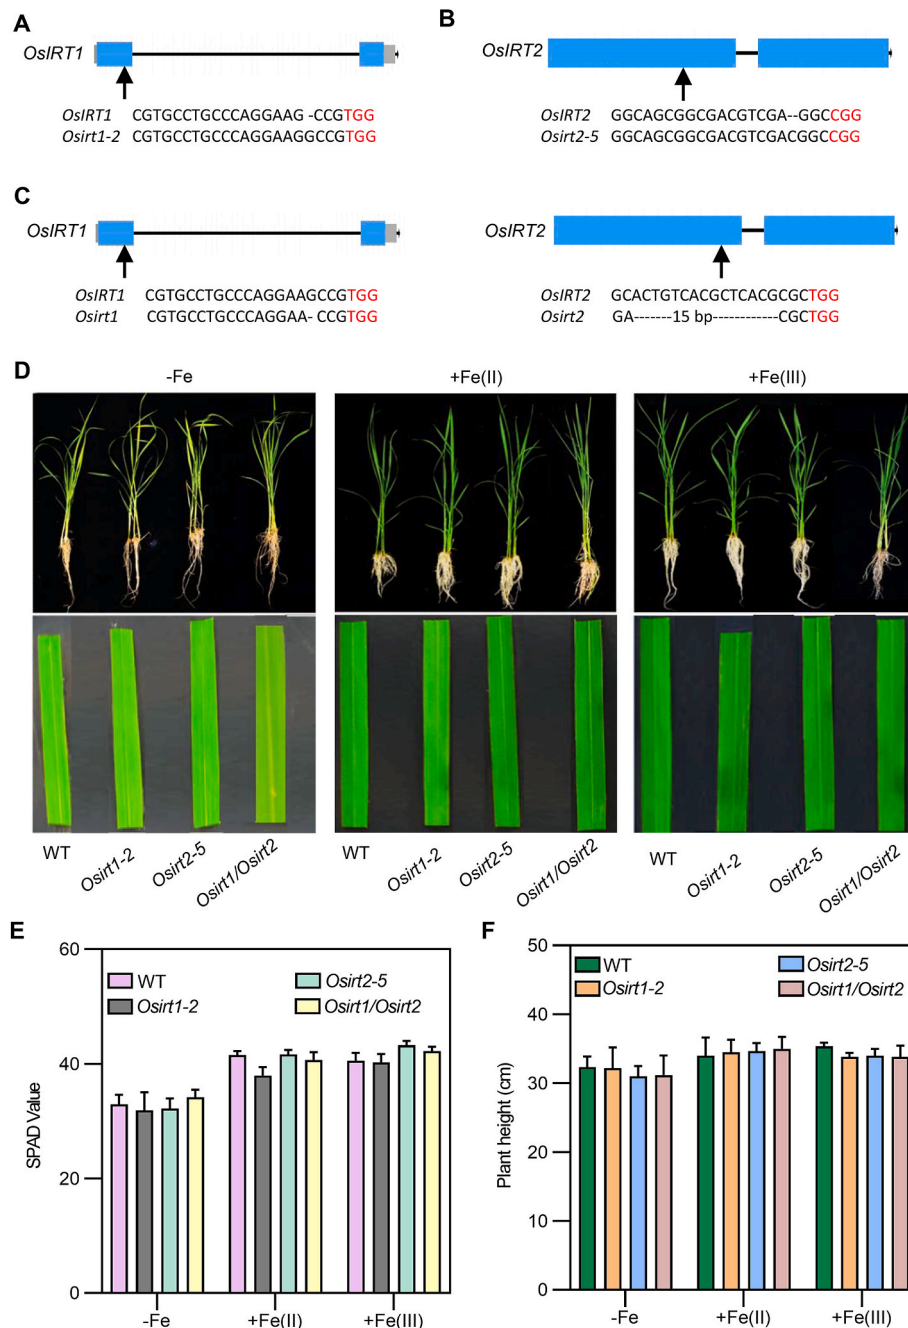 A
OsIRT1
OsIRT1 CGTGCCTGCCCAGGAAG -CCGTGG
Osirt1-2 CGTGCCTGCCCAGGAAGGCCGTGG
B
OsIRT2
OsIRT2 GGCAGCGGCGACGTCGA--GGCCGG
Osirt2-5 GGCAGCGGCGACGTCGACGGCCGG
C
OsIRT1
OsIRT1 CGTGCCTGCCCAGGAAGCCGTGG
Osirt1 CGTGCCTGCCCAGGAA- CCGTGG
OsIRT2
OsIRT2 GCACTGTCACGCTCACGCGCTGG
Osirt2 GA-------15 bp------------CGCTGG
D
-Fe
+Fe(II)
+Fe(III)
WT
Osirt1-2
Osirt2-5
Osirt1/Osirt2
WT
Osirt1-2
Osirt2-5
Osirt1/Osirt2
WT
Osirt1-2
Osirt2-5
Osirt1/Osirt2
E
SPAD Value
60
40
20
0
WT
Osirt1-2
Osirt2-5
Osirt1/Osirt2
-Fe
+Fe(II)
+Fe(III)
F
Plant height (cm)
50
40
30
20
10
0
WT
Osirt1-2
Osirt2-5
Osirt1/Osirt2
-Fe
+Fe(II)
+Fe(III)